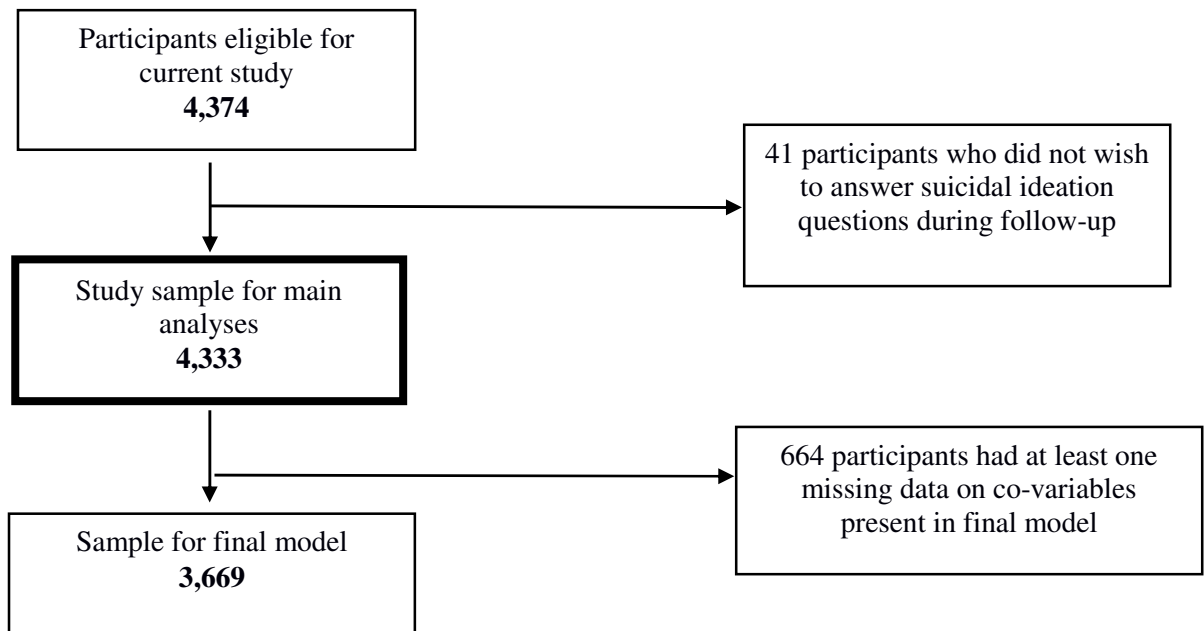 Participants eligible for
current study
4,374
41 participants who did not wish
to answer suicidal ideation
questions during follow-up
Study sample for main
analyses
4,333
664 participants had at least one
missing data on co-variables
present in final model
Sample for final model
3,669